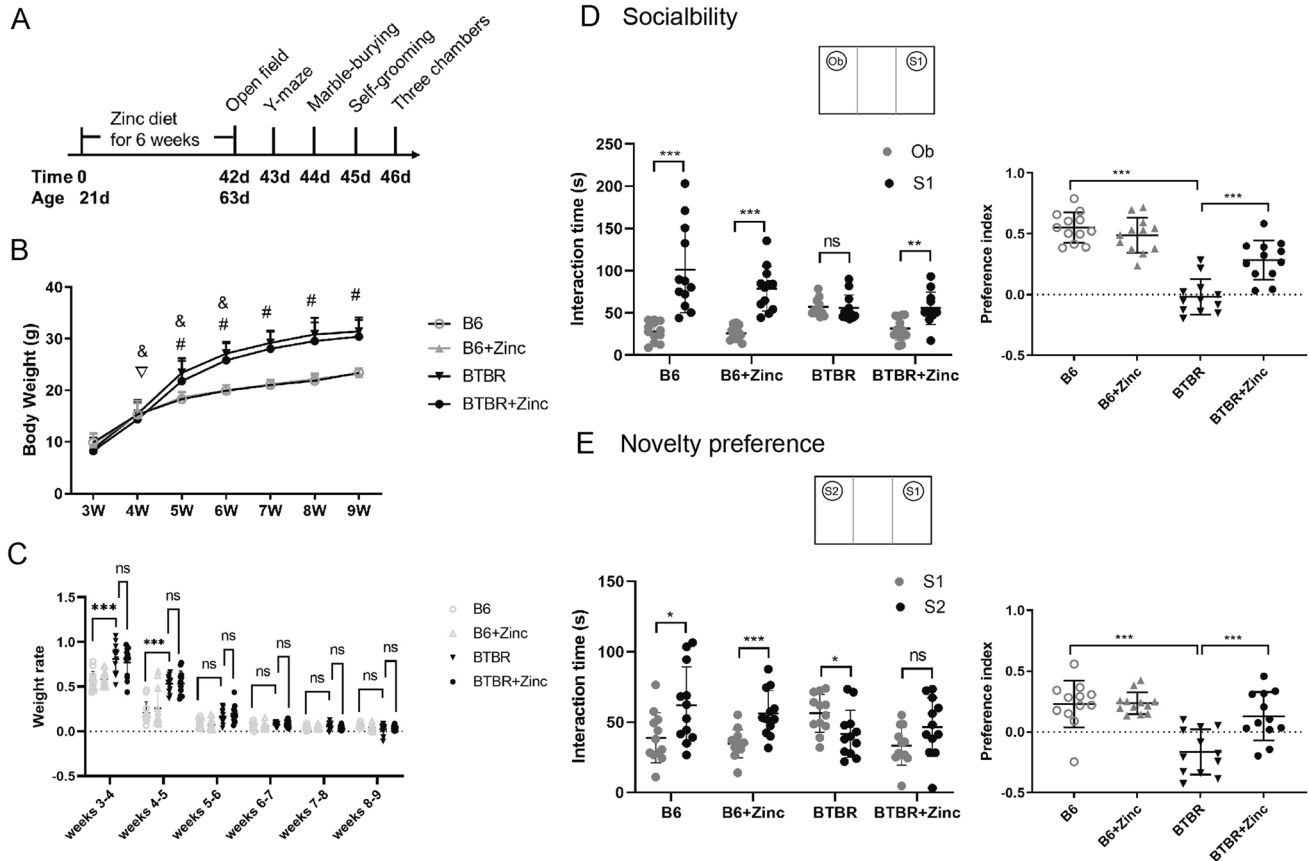 A
Zinc diet
for 6 weeks
Open field
Y-maze
Marble-burying
Self-grooming
Three chambers
Time 0 42d 43d 44d 45d 46d
Age 21d 63d
B
Body Weight (g)
40
30
20
10
0
3W 4W 5W 6W 7W 8W 9W
&
▽
&
#
&
#
#
#
#
B6
B6+Zinc
BTBR
BTBR+Zinc
C
Weight rate
1.5
1.0
0.5
0.0
-0.5
*** ns
*** ns
ns ns
ns ns
ns ns
ns ns
weeks 3-4
weeks 4-5
weeks 5-6
weeks 6-7
weeks 7-8
weeks 8-9
B6
B6+Zinc
BTBR
BTBR+Zinc
D Socialbility
Ob S1
Interaction time (s)
250
200
150
100
50
0
*** *** ns **
Ob
S1
B6 B6+Zinc BTBR BTBR+Zinc
Preference index
1.0
0.5
0.0
-0.5
*** ***
B6
B6+Zinc
BTBR
BTBR+Zinc
E Novelty preference
S2 S1
Interaction time (s)
150
100
50
0
* *** * ns
S1
S2
B6 B6+Zinc BTBR BTBR+Zinc
Preference index
1.0
0.5
0.0
-0.5
*** ***
B6
B6+Zinc
BTBR
BTBR+Zinc